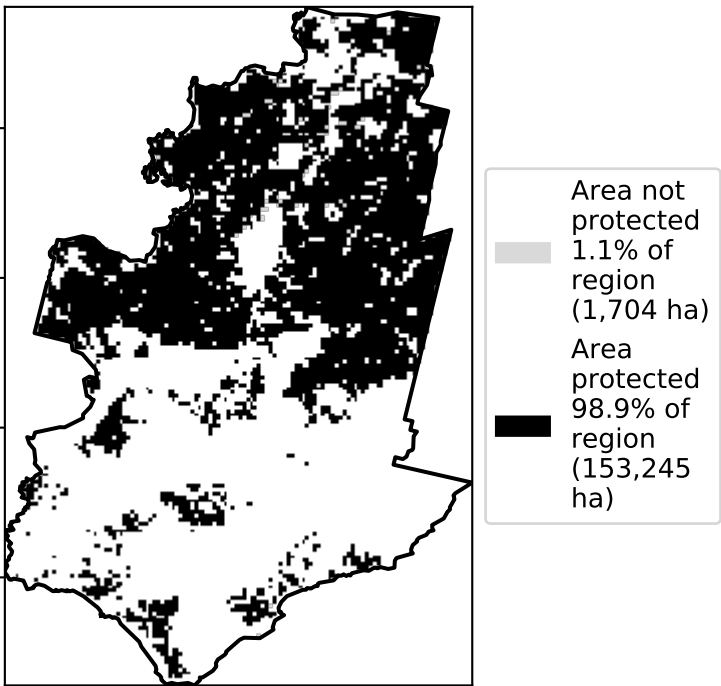 Area not
protected
1.1% of
region
(1,704 ha)
Area
protected
98.9% of
region
(153,245
ha)